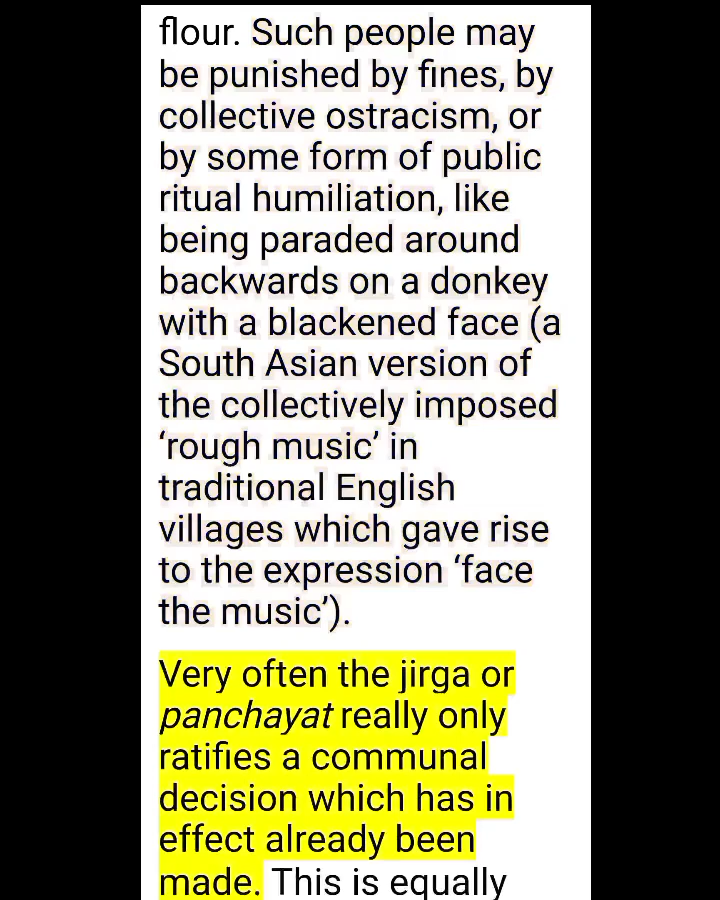 flour. Such people may
be punished by fines, by
collective ostracism, or
by some form of public
ritual humiliation, like
being paraded around
backwards on a donkey
with a blackened face (a
South Asian version of
the collectively imposed
‘rough music’ in
traditional English
villages which gave rise
to the expression ‘face
the music’).
Very often the jirga or
panchayat really only
ratifies a communal
decision which has in
effect already been
made. This is equally